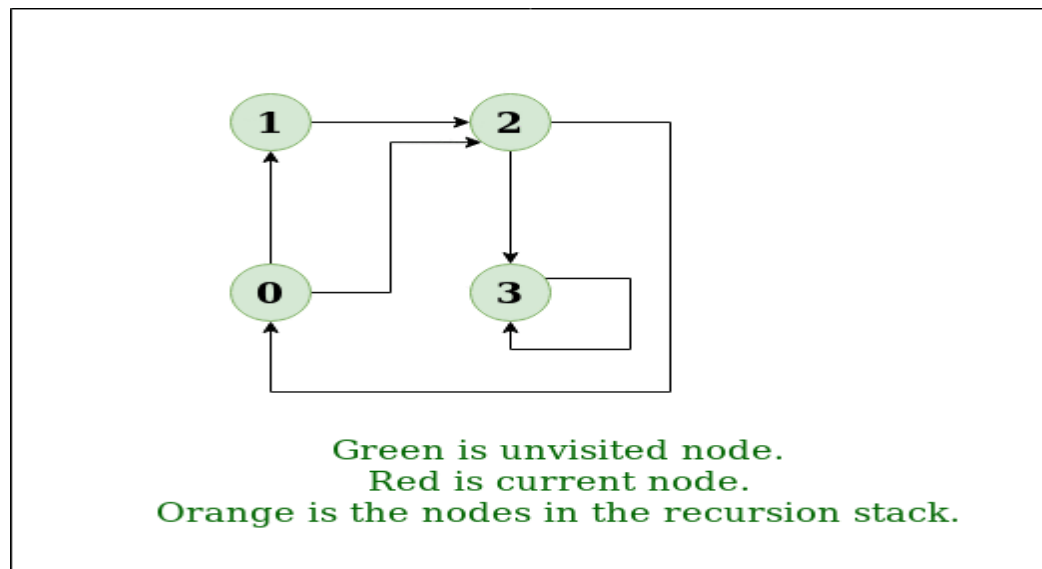 1 2
0 3
Green is unvisited node.
Red is current node.
Orange is the nodes in the recursion stack.